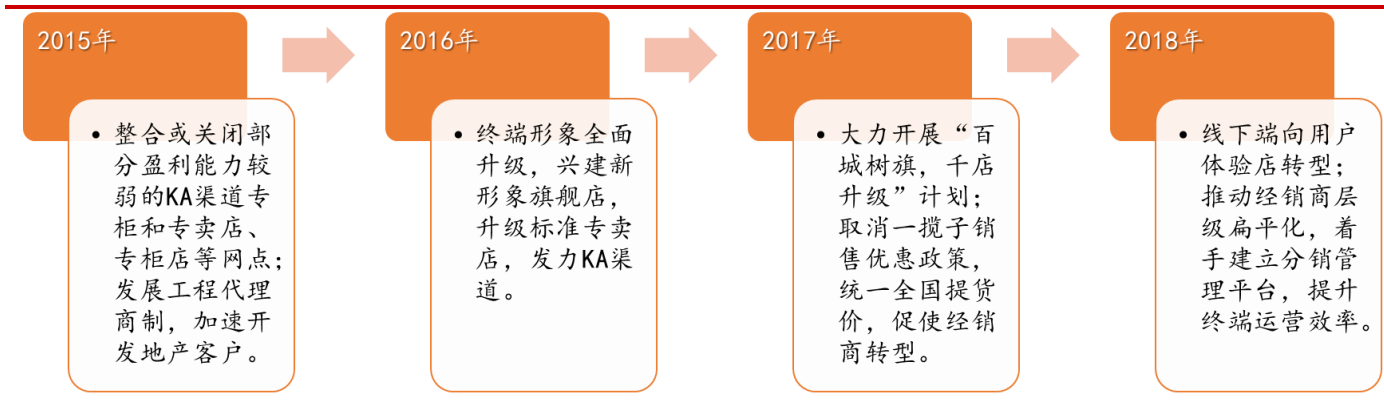 2015年
• 整合或关闭部
分盈利能力较
弱的KA渠道专
柜和专卖店、
专柜店等网点；
发展工程代理
商制，加速开
发地产客户。
2016年
• 终端形象全面
升级，兴建新
形象旗舰店，
升级标准专卖
店，发力KA渠
道。
2017年
• 大力开展“百
城树旗，千店
升级”计划；
取消一揽子销
售优惠政策，
统一全国提货
价，促使经销
商转型。
2018年
• 线下端向用户
体验店转型；
推动经销商层
级扁平化，着
手建立分销管
理平台，提升
终端运营效率。